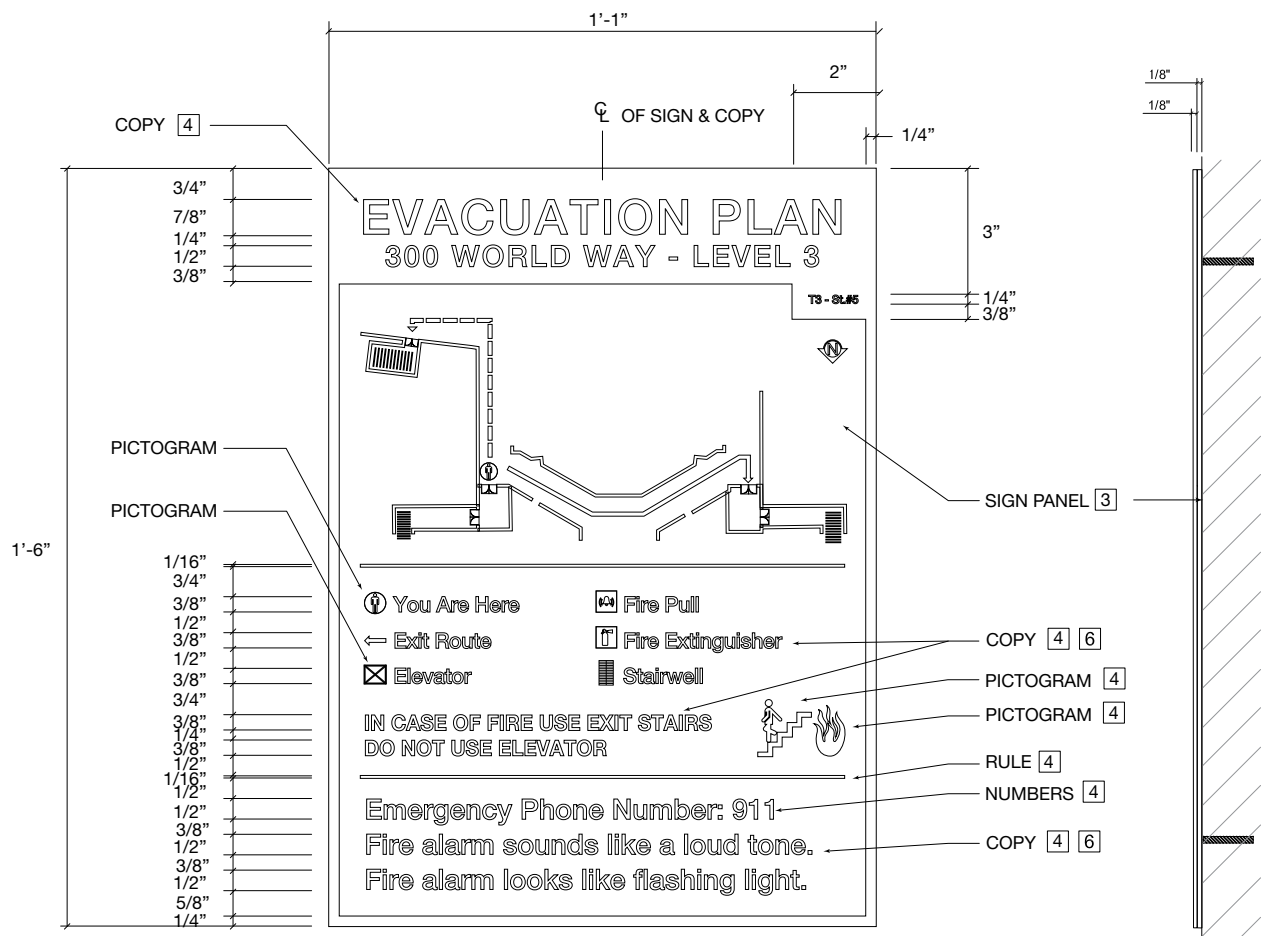 1’-1”
2”
1/8"
1/8"
COPY 4
℄ OF SIGN & COPY
1/4”
3/4”
7/8”
1/4”
1/2”
3/8”
EVACUATION PLAN
300 WORLD WAY - LEVEL 3
3”
1/4”
3/8”
T3 - St.#5
N
PICTOGRAM
PICTOGRAM
SIGN PANEL 3
1’-6”
1/16”
3/4”
3/8”
1/2”
3/8”
1/2”
3/8”
3/4”
3/8”
1/4”
3/8”
1/2”
1/16”
1/2”
1/2”
3/8”
1/2”
3/8”
1/2”
5/8”
1/4”
You Are Here
Fire Pull
Exit Route
Fire Extinguisher
Elevator
Stairwell
COPY 4 6
PICTOGRAM 4
PICTOGRAM 4
IN CASE OF FIRE USE EXIT STAIRS
DO NOT USE ELEVATOR
RULE 4
NUMBERS 4
Emergency Phone Number: 911
Fire alarm sounds like a loud tone.
COPY 4 6
Fire alarm looks like flashing light.